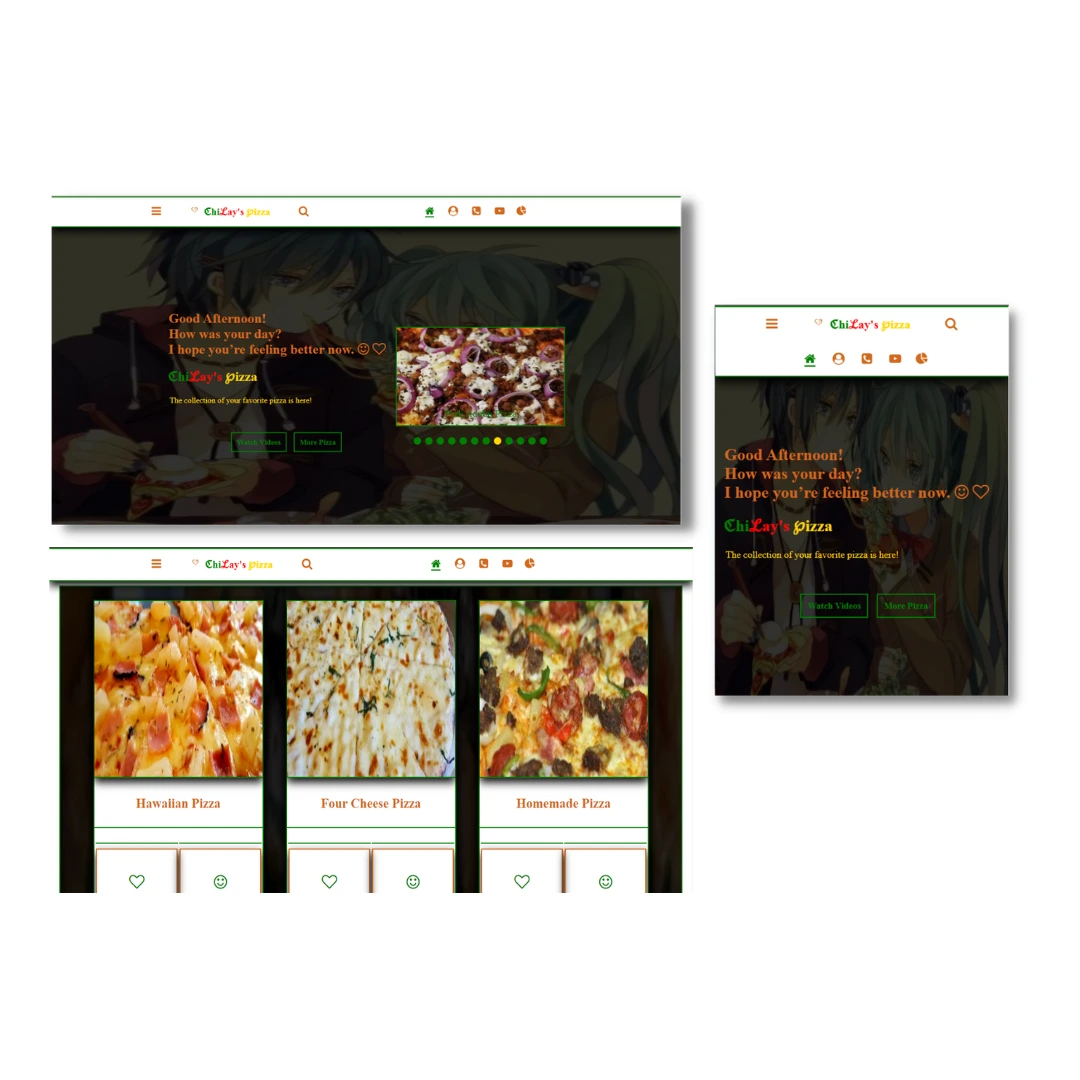 ChiLay's Pizza
Good Afternoon!
How was your day?
I hope you're feeling better now.
ChiLay's Pizza
The collection of your favorite pizza is here!
Watch Videos
More Pizza
ChiLay's Pizza
Hawaiian Pizza
Four Cheese Pizza
Homemade Pizza
ChiLay's Pizza
Good Afternoon!
How was your day?
I hope you're feeling better now.
ChiLay's Pizza
The collection of your favorite pizza is here!
Watch Videos
More Pizza